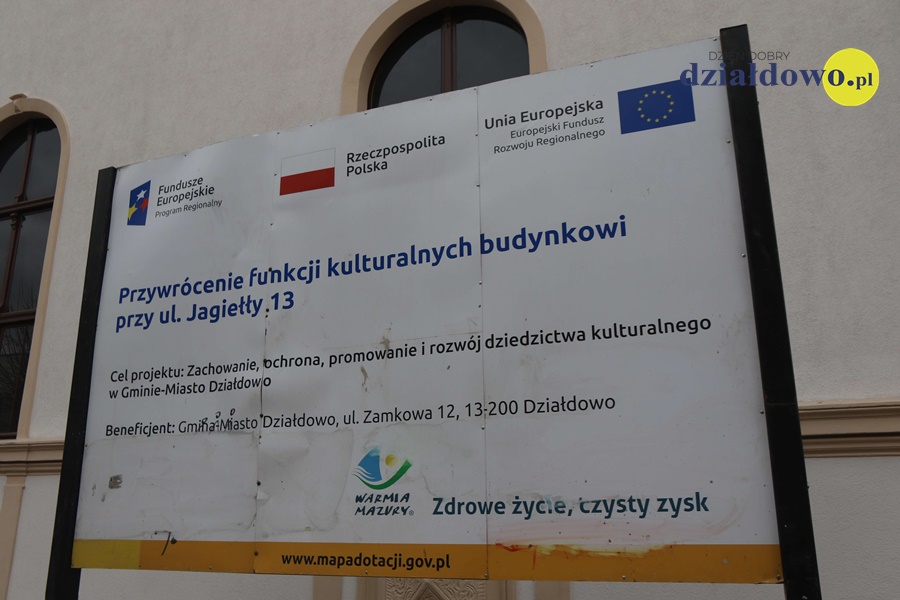 DZIEŃ DOBRY
działdowo.pl
Fundusze
Europejskie
Program Regionalny
Rzeczpospolita
Polska
Unia Europejska
Europejski Fundusz
Rozwoju Regionalnego
Przywrócenie funkcji kulturalnych budynkowi
przy ul. Jagiełły 13
Cel projektu: Zachowanie, ochrona, promowanie i rozwój dziedzictwa kulturalnego
w Gminie-Miasto Działdowo
Beneficjent: Gmina-Miasto Działdowo, ul. Zamkowa 12, 13-200 Działdowo
WARMIA
MAZURY®
Zdrowe życie, czysty zysk
www.mapadotacji.gov.pl